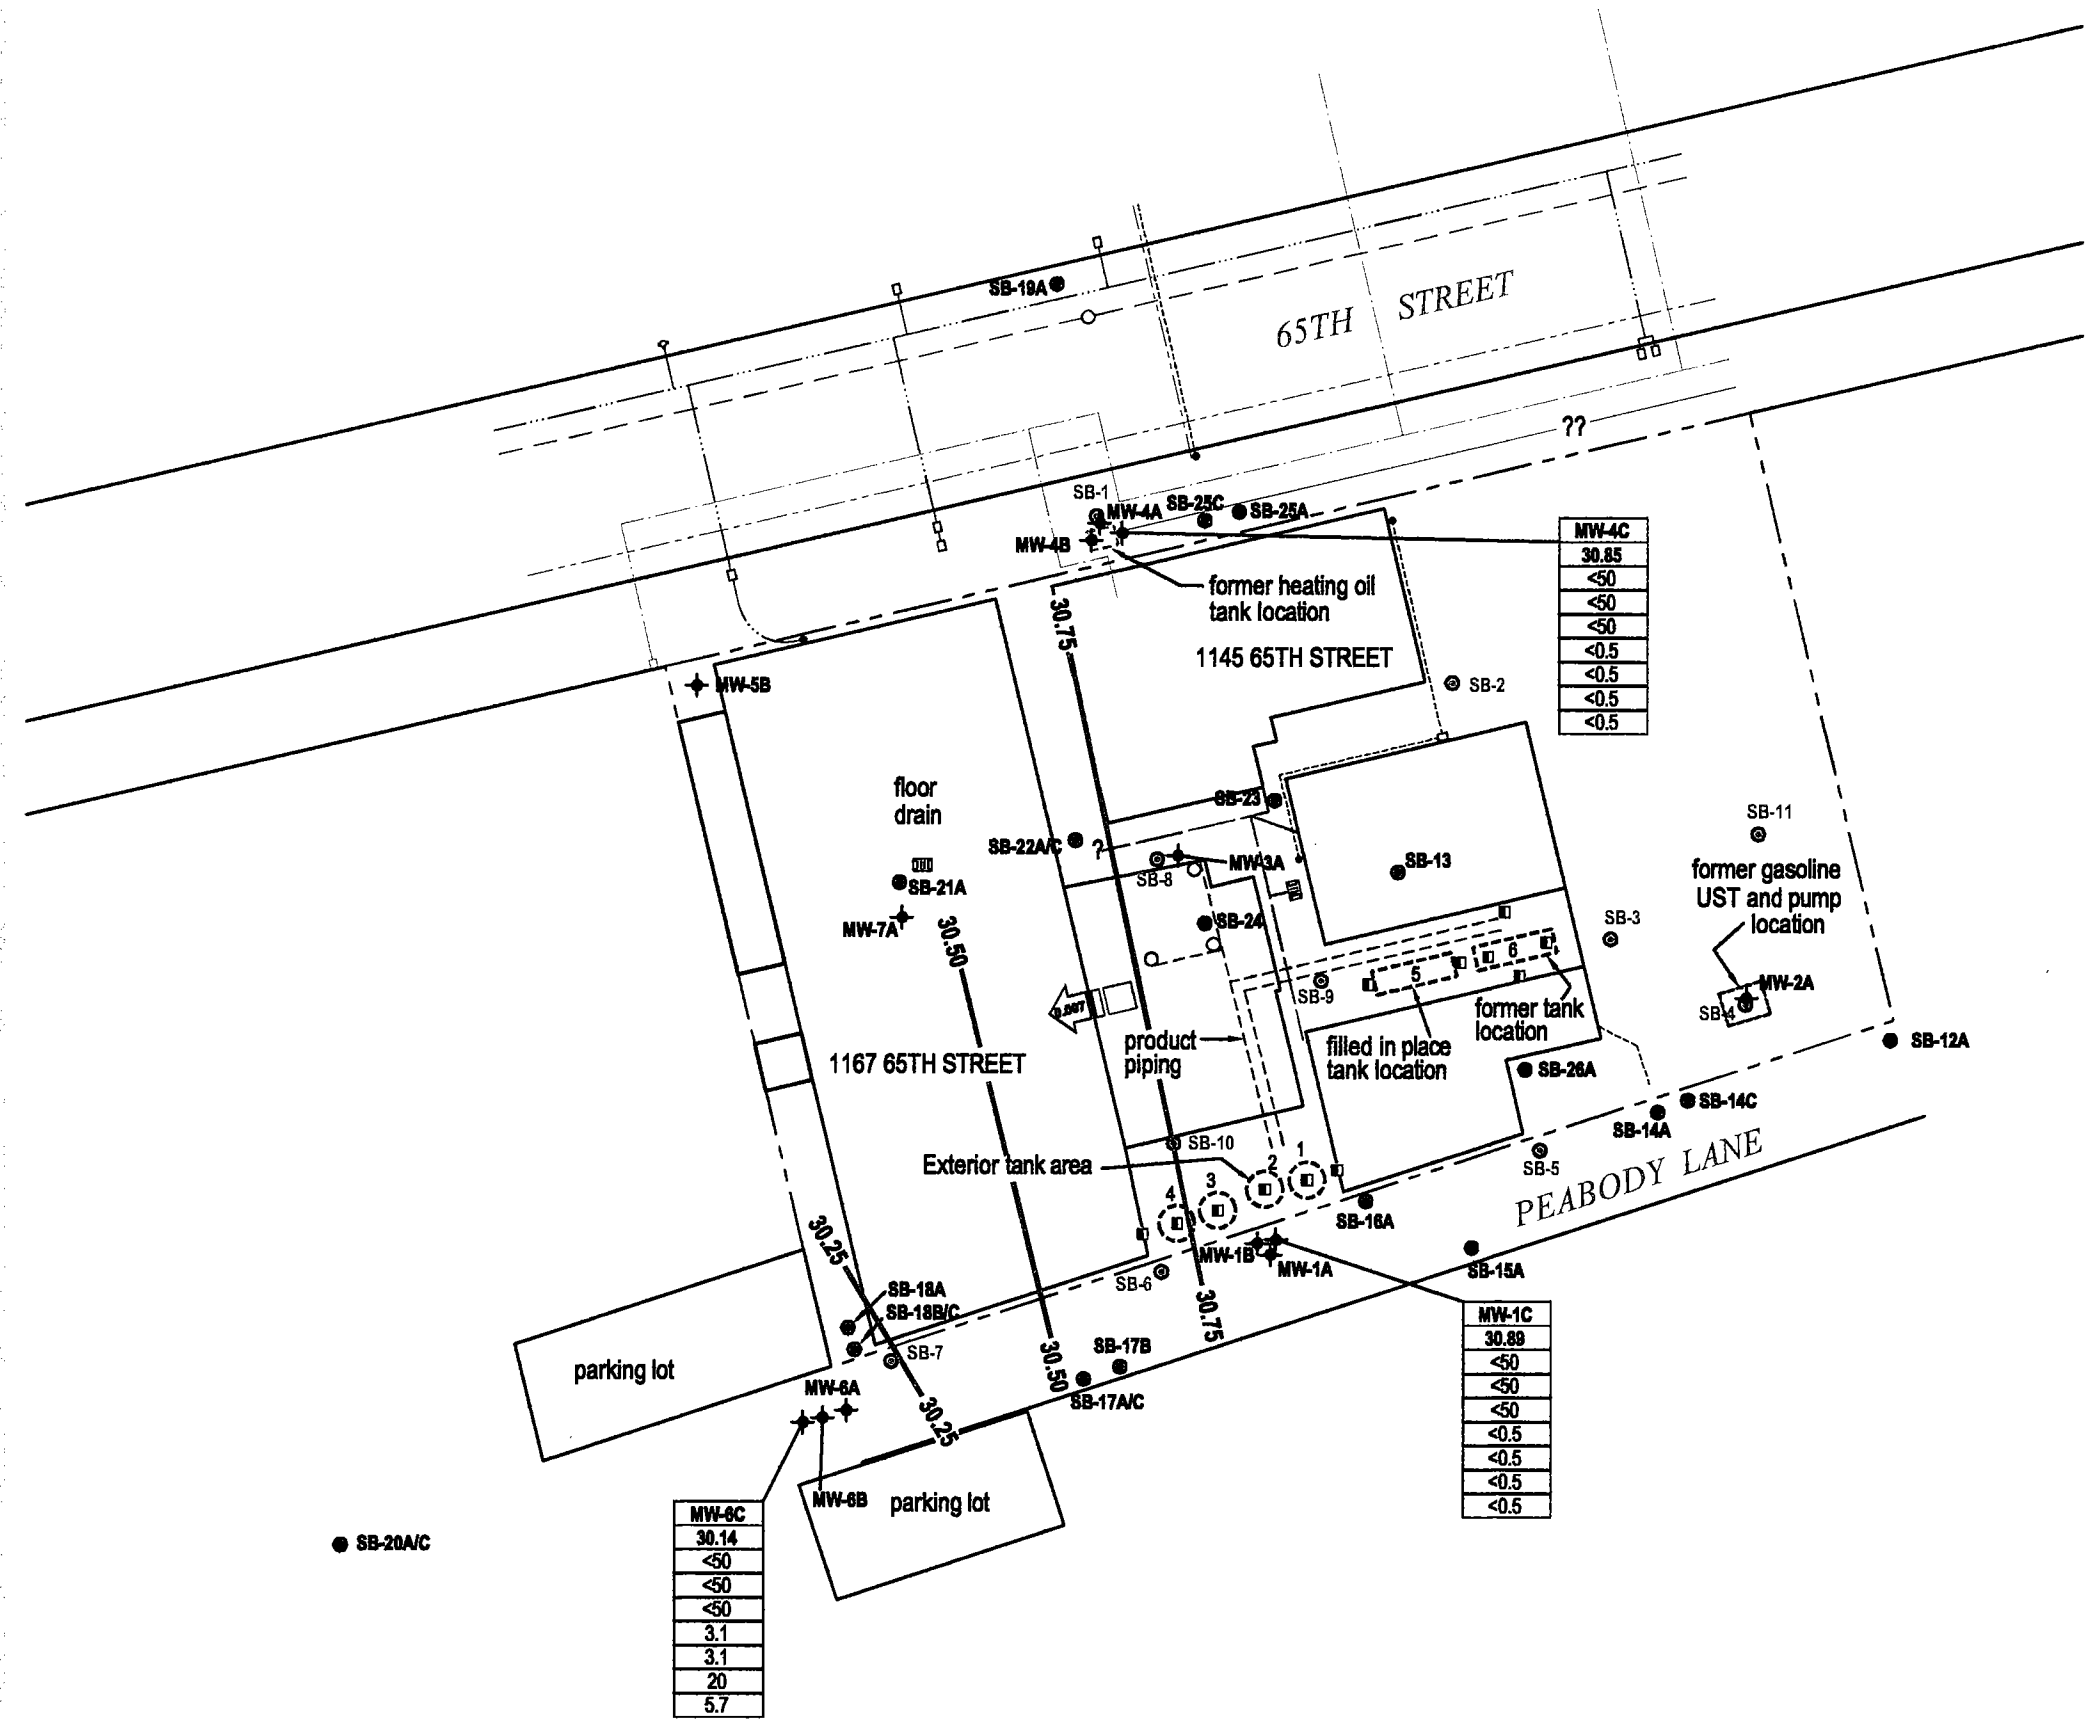 SB-19A
65TH STREET
??
SB-1
MW-4A
SB-25C
SB-25A
MW-4B
MW-4C
30.85
<50
<50
<50
<0.5
<0.5
<0.5
<0.5
former heating oil
tank location
30.75
1145 65TH STREET
MW-5B
SB-2
floor
drain
SB-23
SB-11
SB-22A/C
?
SB-8
MW-3A
SB-13
former gasoline
UST and pump
location
SB-21A
MW-7A
30.50
SB-24
SB-3
5
6
SB-9
MW-2A
SB-4
0.007
former tank
location
product
piping
filled in place
tank location
1167 65TH STREET
SB-12A
SB-26A
SB-14C
SB-14A
SB-10
SB-5
PEABODY LANE
Exterior tank area
1
2
3
4
SB-16A
MW-1B
MW-1A
SB-15A
30.25
SB-6
SB-18A
SB-18B/C
30.75
MW-1C
30.89
<50
<50
<50
<0.5
<0.5
<0.5
<0.5
SB-7
SB-17B
30.50
SB-17A/C
parking lot
MW-6A
30.25
MW-6B
parking lot
MW-6C
30.14
<50
<50
<50
3.1
3.1
20
5.7
SB-20A/C